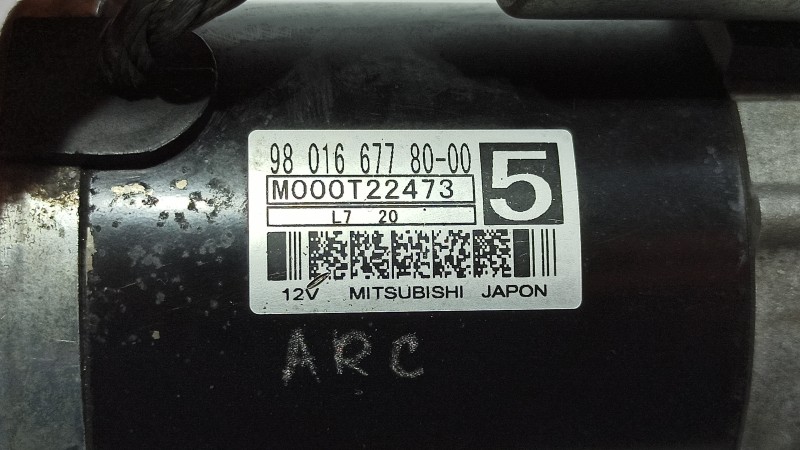 98 016 677 80-00
5
M000T22473
L7 20
12V MITSUBISHI JAPON
ARC